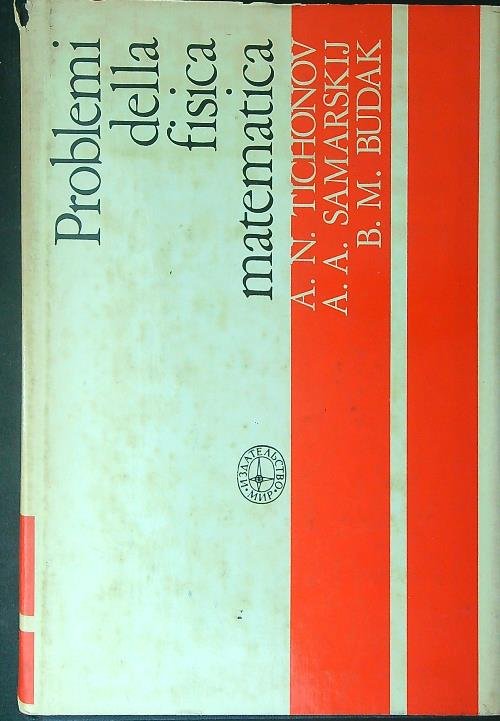 Problemi
della
fisica
matematica
A. N. TICHONOV
A. A. SAMARSKIJ
B. M. BUDAK
ИЗДАТЕЛЬСТВО
МИР